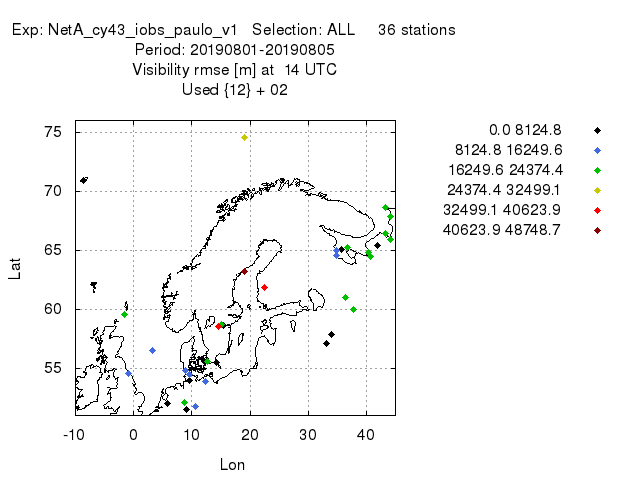 Exp: NetA_cy43_iobs_paulo_v1 Selection: ALL 36 stations
Period: 20190801-20190805
Visibility rmse [m] at 14 UTC
Used {12} + 02
75
70
65
60
55
-10 0 10 20 30 40
Lat
Lon
0.0 8124.8
8124.8 16249.6
16249.6 24374.4
24374.4 32499.1
32499.1 40623.9
40623.9 48748.7